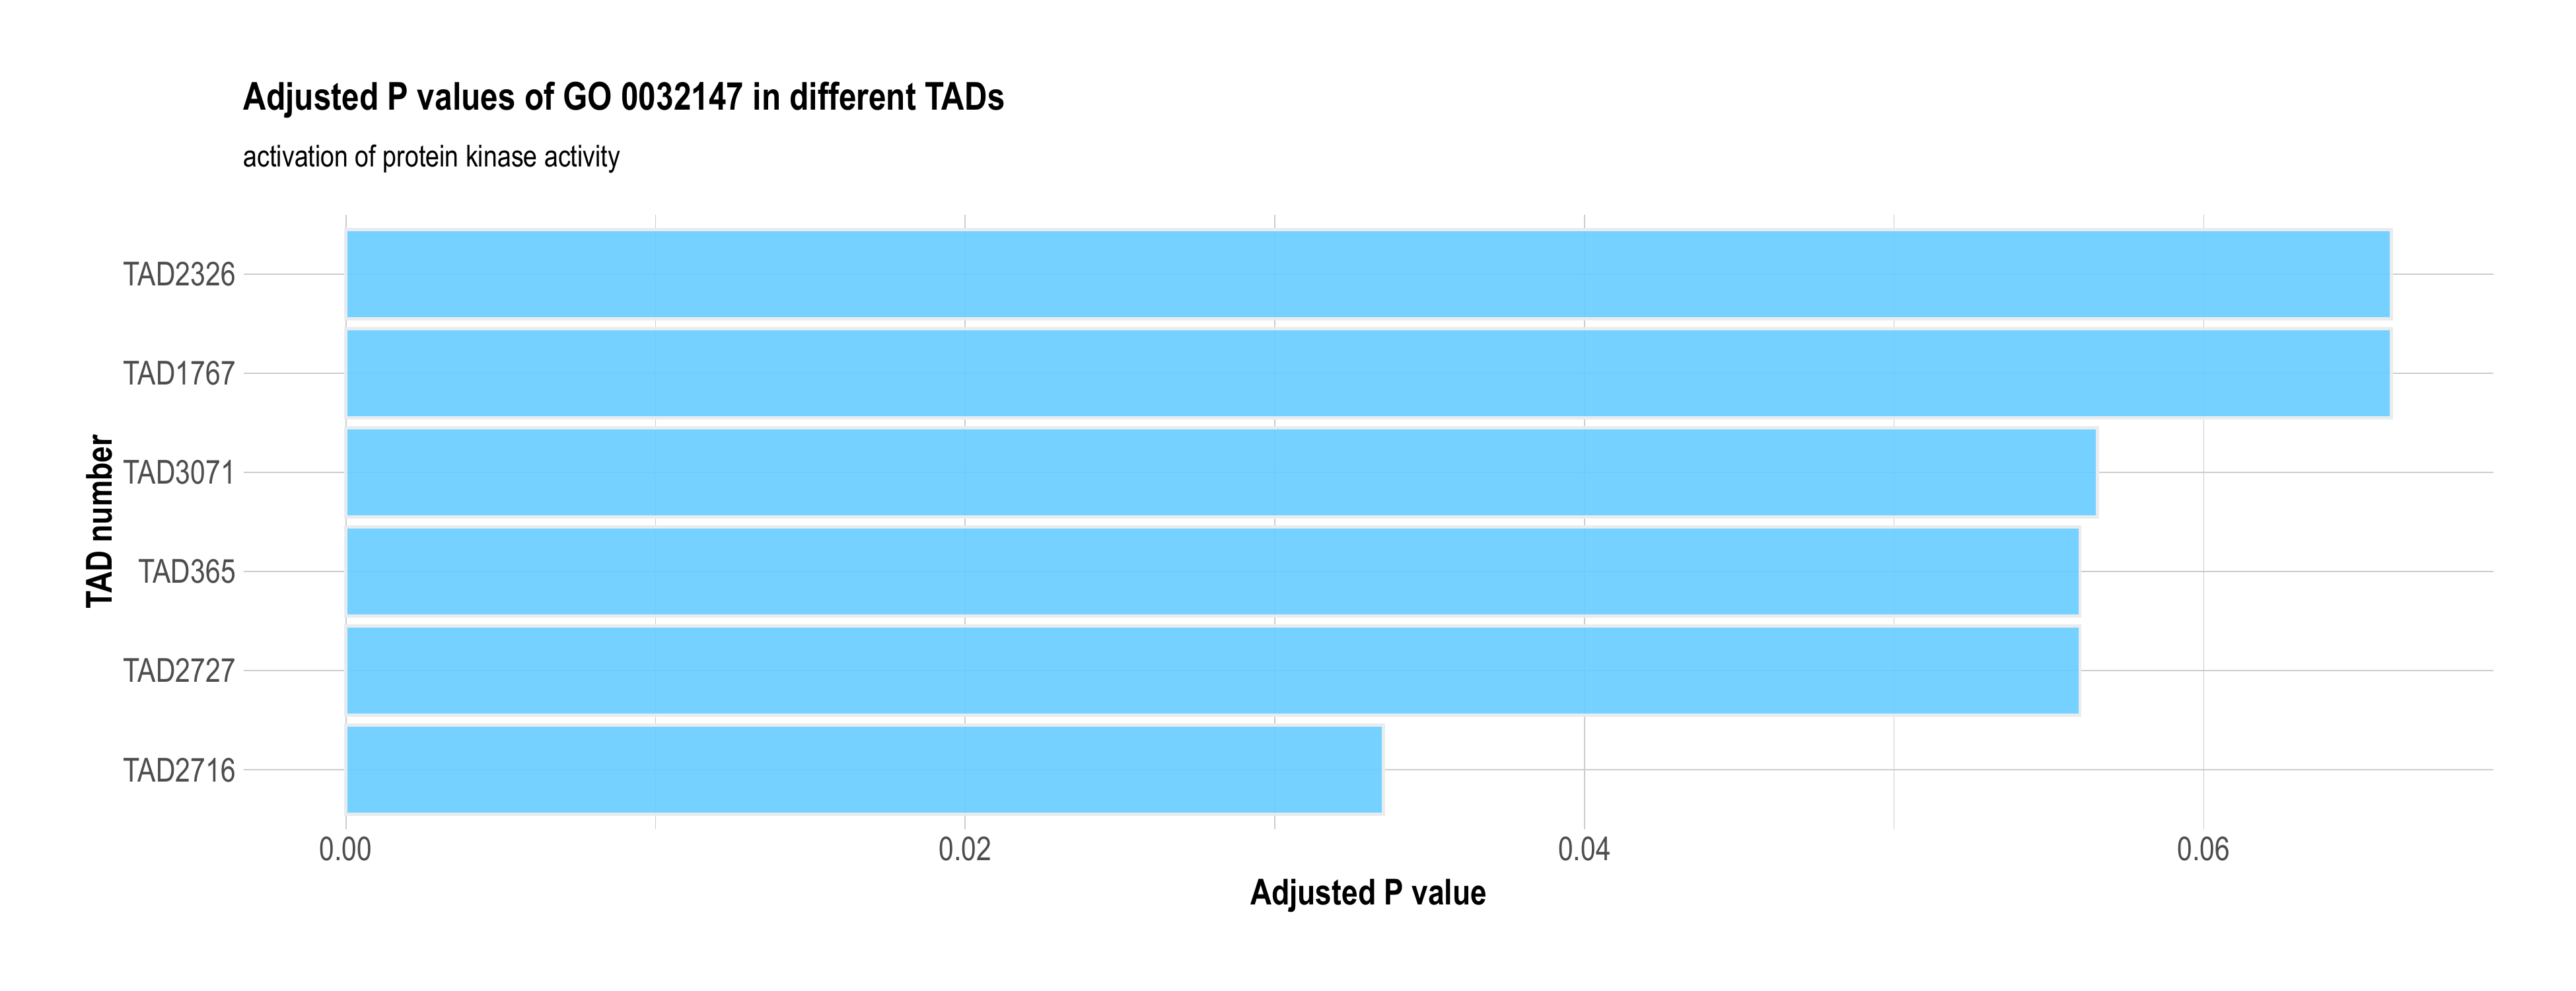 Adjusted P values of GO 0032147 in different TADs
activation of protein kinase activity
TAD number
TAD2326
TAD1767
TAD3071
TAD365
TAD2727
TAD2716
0.00 0.02 0.04 0.06
Adjusted P value